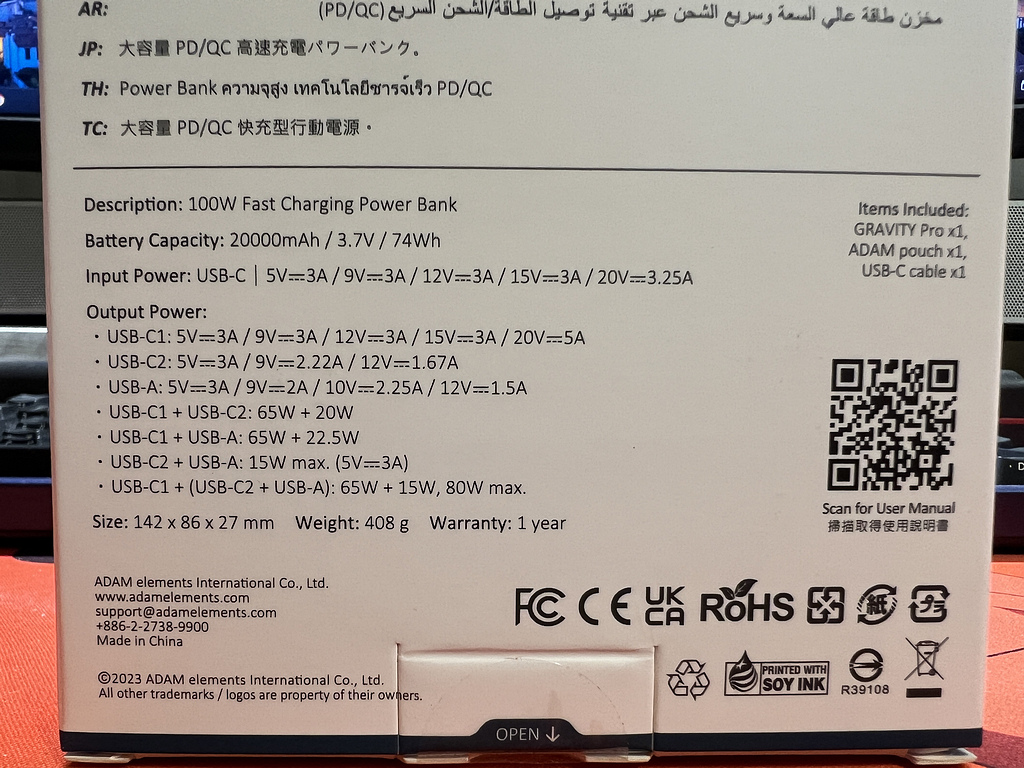 AR: مخزن طاقة عالي السعة وسريع الشحن عبر تقنية توصيل الطاقة/الشحن السريع (PD/QC)
JP: 大容量 PD/QC 高速充電パワーバンク。
TH: Power Bank ความจุสูง เทคโนโลยีชาร์จเร็ว PD/QC
TC: 大容量 PD/QC 快充型行動電源。
Description: 100W Fast Charging Power Bank
Battery Capacity: 20000mAh / 3.7V / 74Wh
Input Power: USB-C | 5V⎓3A / 9V⎓3A / 12V⎓3A / 15V⎓3A / 20V⎓3.25A
Output Power:
・USB-C1: 5V⎓3A / 9V⎓3A / 12V⎓3A / 15V⎓3A / 20V⎓5A
・USB-C2: 5V⎓3A / 9V⎓2.22A / 12V⎓1.67A
・USB-A: 5V⎓3A / 9V⎓2A / 10V⎓2.25A / 12V⎓1.5A
・USB-C1 + USB-C2: 65W + 20W
・USB-C1 + USB-A: 65W + 22.5W
・USB-C2 + USB-A: 15W max. (5V⎓3A)
・USB-C1 + (USB-C2 + USB-A): 65W + 15W, 80W max.
Size: 142 x 86 x 27 mm Weight: 408 g Warranty: 1 year
Items Included:
GRAVITY Pro x1,
ADAM pouch x1,
USB-C cable x1
Scan for User Manual
掃描取得使用說明書
ADAM elements International Co., Ltd.
www.adamelements.com
support@adamelements.com
+886-2-2738-9900
Made in China
©2023 ADAM elements International Co., Ltd.
All other trademarks / logos are property of their owners.
FC CE UK CA RoHS 紙 プラ
PRINTED WITH
SOY INK
R39108
OPEN ↓